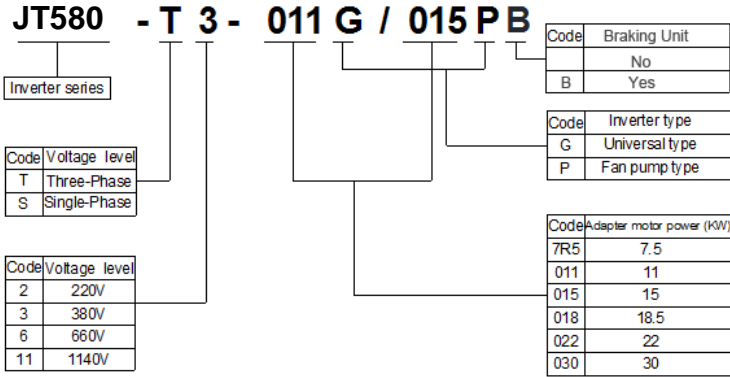 JT580 - T 3 - 011 G / 015 P B
Inverter series
Code Voltage level
T Three-Phase
S Single-Phase
Code Voltage level
2 220V
3 380V
6 660V
11 1140V
Code Braking Unit
No
B Yes
Code Inverter type
G Universal type
P Fan pump type
Code Adapter motor power (KW)
7R5 7.5
011 11
015 15
018 18.5
022 22
030 30